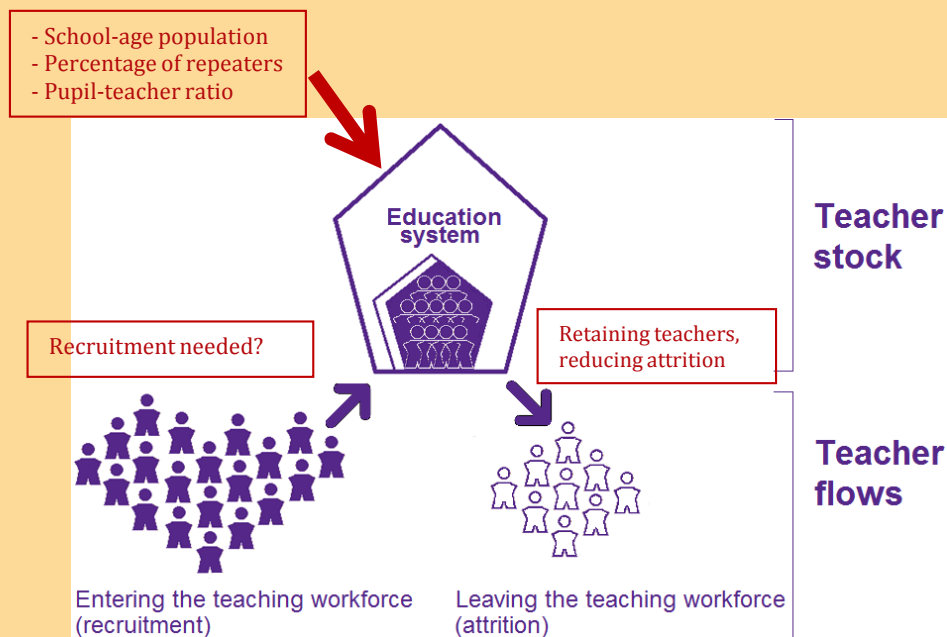 - School-age population
- Percentage of repeaters
- Pupil-teacher ratio
Education
system
Teacher
stock
Recruitment needed?
Retaining teachers,
reducing attrition
Teacher
flows
Entering the teaching workforce
(recruitment)
Leaving the teaching workforce
(attrition)